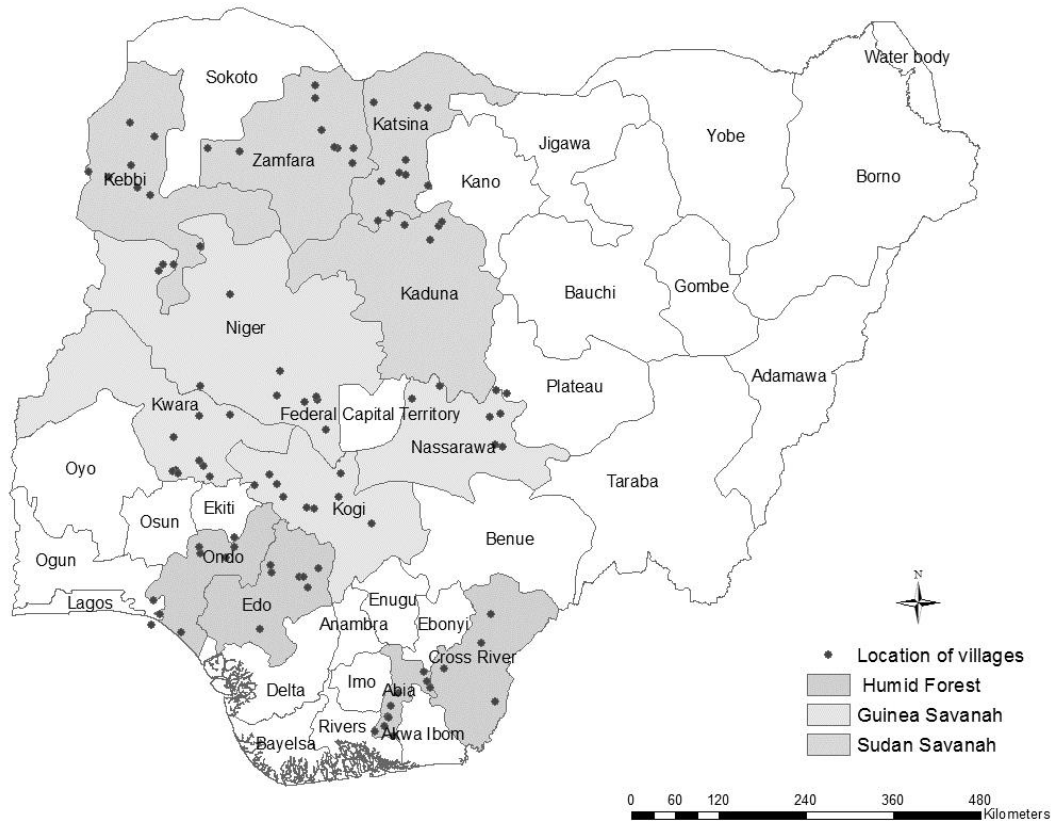 Water body
Sokoto
Katsina
Yobe
Jigawa
Zamfara
Borno
Kebbi
Kano
Kaduna
Bauchi
Gombe
Niger
Adamawa
Plateau
Kwara
Federal Capital Territory
Nassarawa
Oyo
Taraba
Ekiti
Kogi
Osun
Benue
Ogun
Ondo
N
Lagos
Edo
Enugu
Anambra
Ebonyi
Cross River
Location of villages
Imo
Abia
Humid Forest
Delta
Guinea Savanah
Rivers
Akwa Ibom
Bayelsa
Sudan Savanah
0 60 120 240 360 480
Kilometers